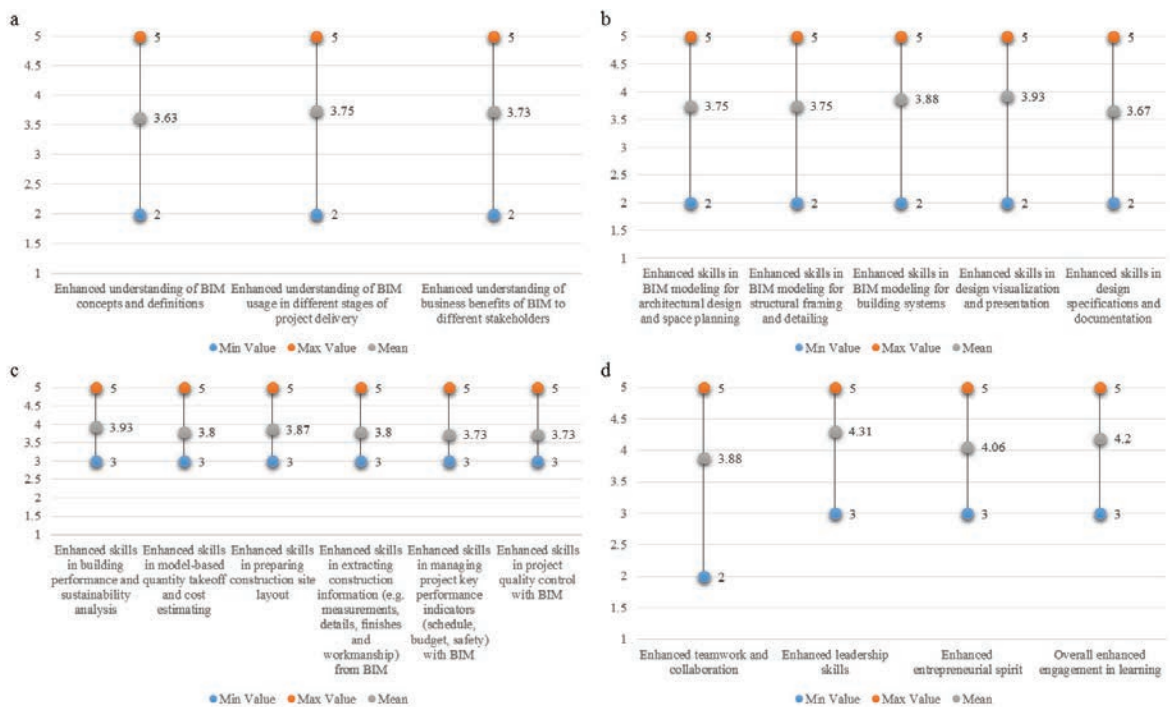 a
5
4.5
4
3.5
3
2.5
2
1.5
1
5 5 5
3.63 3.75 3.73
2 2 2
Enhanced understanding of BIM concepts and definitions
Enhanced understanding of BIM usage in different stages of project delivery
Enhanced understanding of business benefits of BIM to different stakeholders
Min Value Max Value Mean
b
5
4.5
4
3.5
3
2.5
2
1.5
1
5 5 5 5 5
3.75 3.75 3.88 3.93 3.67
2 2 2 2 2
Enhanced skills in BIM modeling for architectural design and space planning
Enhanced skills in BIM modeling for structural framing and detailing
Enhanced skills in BIM modeling for building systems
Enhanced skills in design visualization and presentation
Enhanced skills in design specifications and documentation
Min Value Max Value Mean
c
5
4.5
4
3.5
3
2.5
2
1.5
1
5 5 5 5 5 5
3.93 3.8 3.87 3.8 3.73 3.73
3 3 3 3 3 3
Enhanced skills in building performance and sustainability analysis
Enhanced skills in model-based quantity takeoff and cost estimating
Enhanced skills in preparing construction site layout
Enhanced skills in extracting construction information (e.g. measurements, details, finishes and workmanship) from BIM
Enhanced skills in managing project key performance indicators (schedule, budget, safety) with BIM
Enhanced skills in project quality control with BIM
Min Value Max Value Mean
d
5
4.5
4
3.5
3
2.5
2
1.5
1
5 5 5 5
3.88 4.31 4.06 4.2
2 3 3 3
Enhanced teamwork and collaboration
Enhanced leadership skills
Enhanced entrepreneurial spirit
Overall enhanced engagement in learning
Min Value Max Value Mean